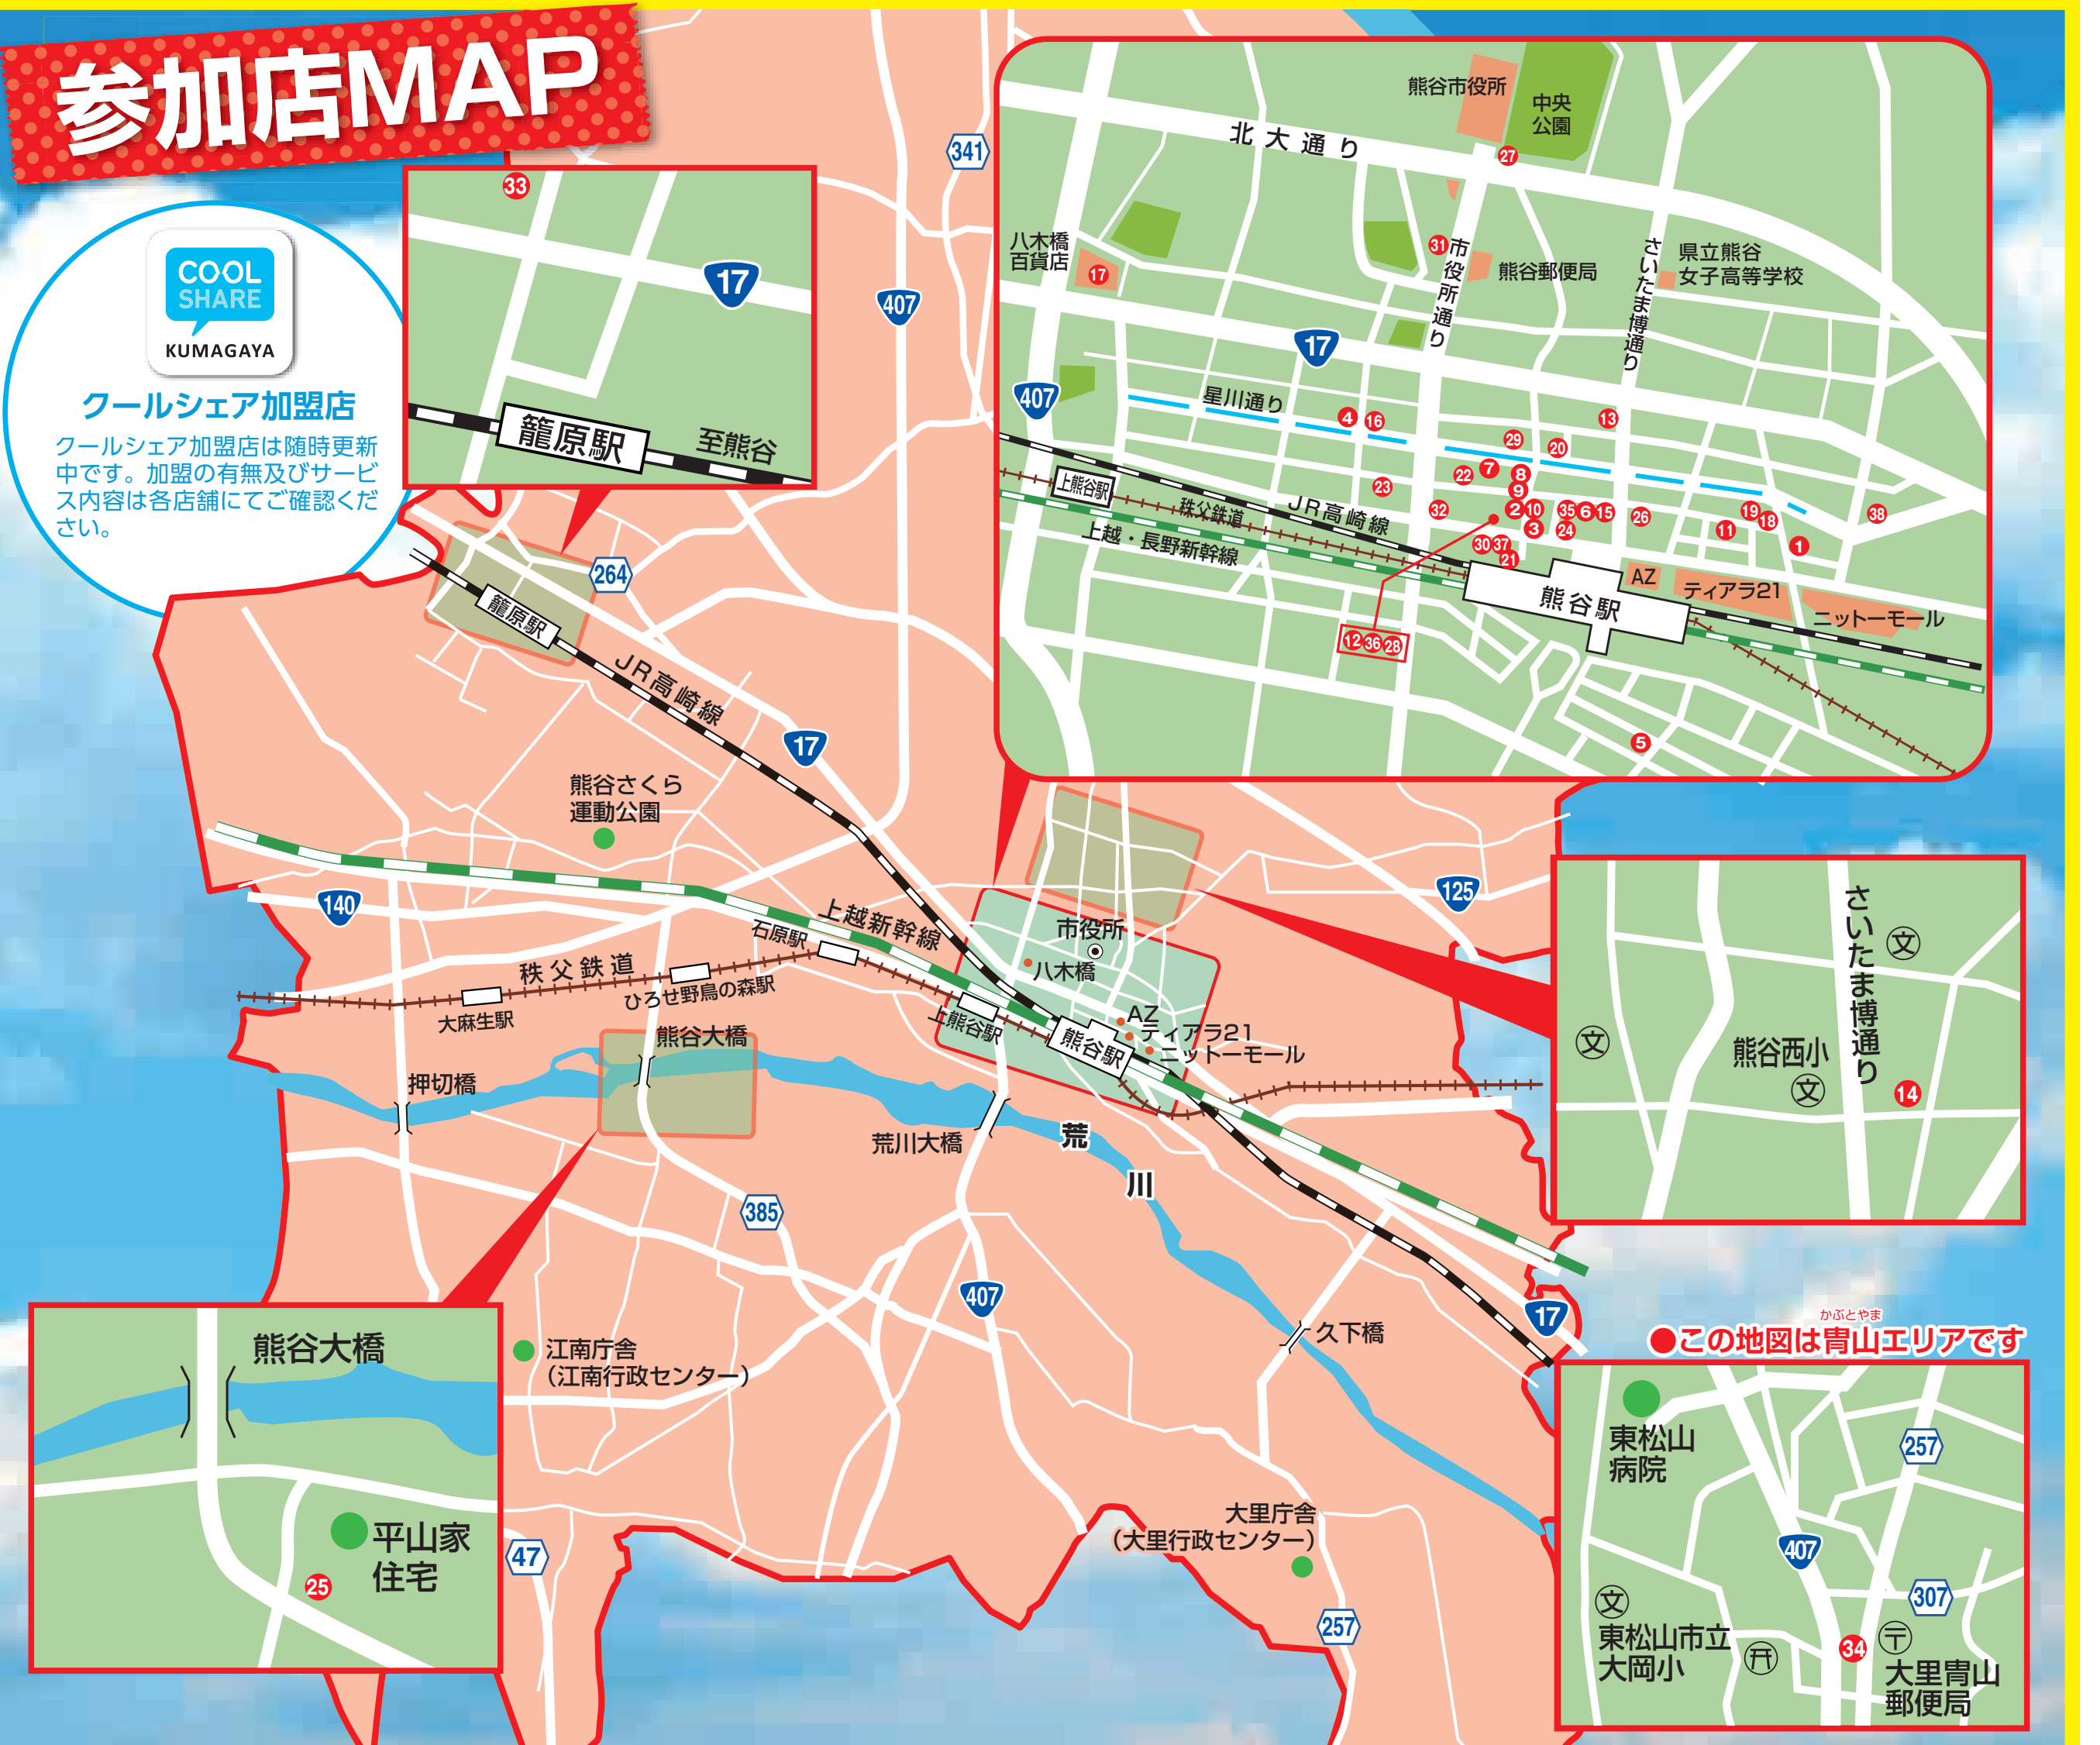 参加店MAP
COOL
SHARE
KUMAGAYA
クールシェア加盟店
クールシェア加盟店は随時更新
中です。加盟の有無及びサービ
ス内容は各店舗にてご確認くだ
さい。
33
17
籠原駅
至熊谷
341
407
264
熊谷市役所
中央
公園
北大通り
27
八木橋
百貨店
17
31
市役所通り
熊谷郵便局
さいたま博通り
県立熊谷
女子高等学校
17
407
星川通り
4
16
13
29
20
22
7
8
9
23
32
2
10
35
6
15
26
3
24
19
18
11
38
1
30
37
21
上熊谷駅
秩父鉄道
JR高崎線
上越・長野新幹線
熊谷駅
AZ
ティアラ21
ニットーモール
12
36
28
5
籠原駅
JR高崎線
17
熊谷さくら
運動公園
140
125
上越新幹線
石原駅
秩父鉄道
ひろせ野鳥の森駅
大麻生駅
市役所
八木橋
上熊谷駅
熊谷駅
AZ
ティアラ21
ニットーモール
熊谷大橋
押切橋
荒川大橋
荒
川
385
407
久下橋
17
江南庁舎
(江南行政センター)
大里庁舎
(大里行政センター)
47
257
さいたま博通り
文
文
熊谷西小
文
14
熊谷大橋
平山家
住宅
25
かぶとやま
●この地図は冑山エリアです
東松山
病院
257
407
307
文
東松山市立
大岡小
34
〒
大里冑山
郵便局